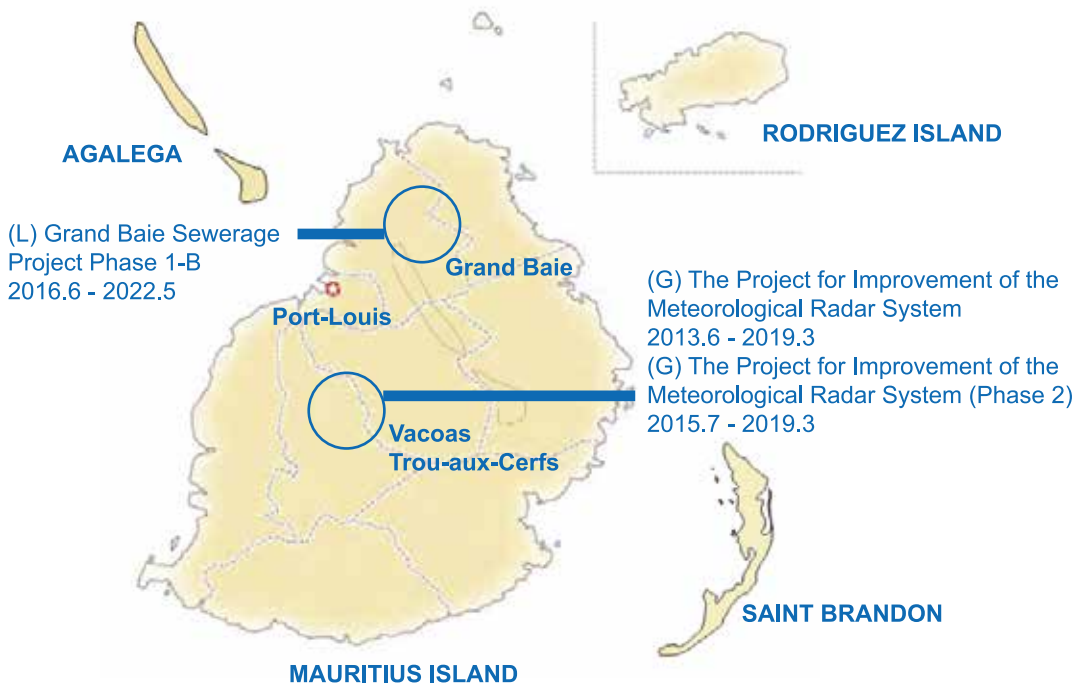 AGALEGA
RODRIGUEZ ISLAND
(L) Grand Baie Sewerage
Project Phase 1-B
2016.6 - 2022.5
Grand Baie
Port-Louis
(G) The Project for Improvement of the
Meteorological Radar System
2013.6 - 2019.3
(G) The Project for Improvement of the
Meteorological Radar System (Phase 2)
2015.7 - 2019.3
Vacoas
Trou-aux-Cerfs
SAINT BRANDON
MAURITIUS ISLAND